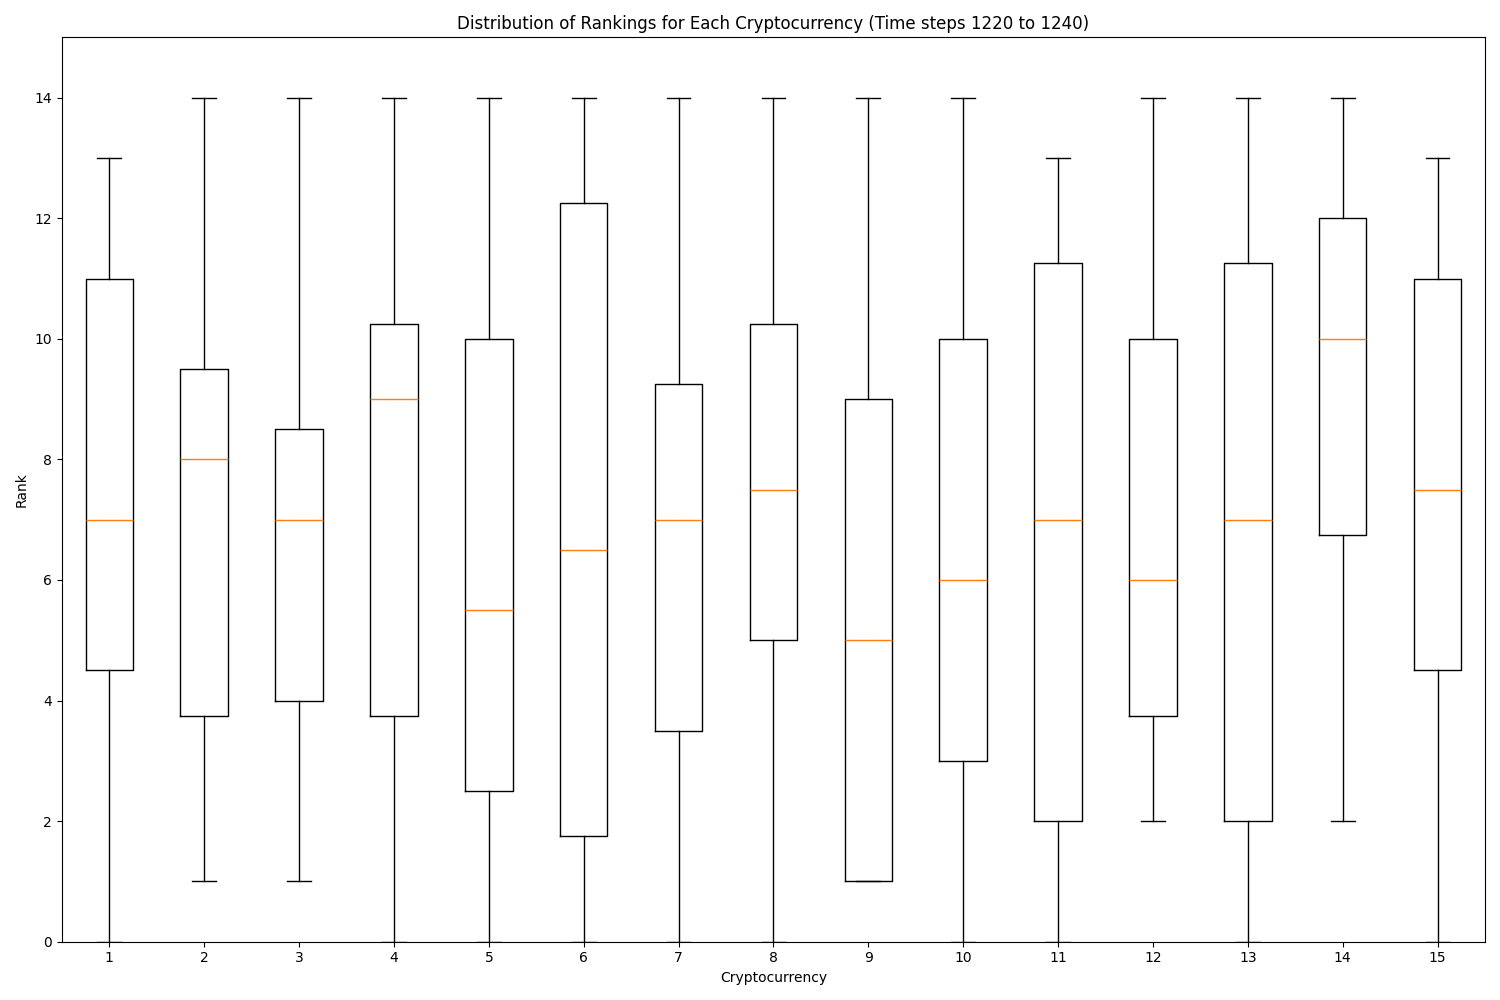 Distribution of Rankings for Each Cryptocurrency (Time steps 1220 to 1240)
14
12
10
8
6
4
2
0
Rank
1 2 3 4 5 6 7 8 9 10 11 12 13 14 15
Cryptocurrency